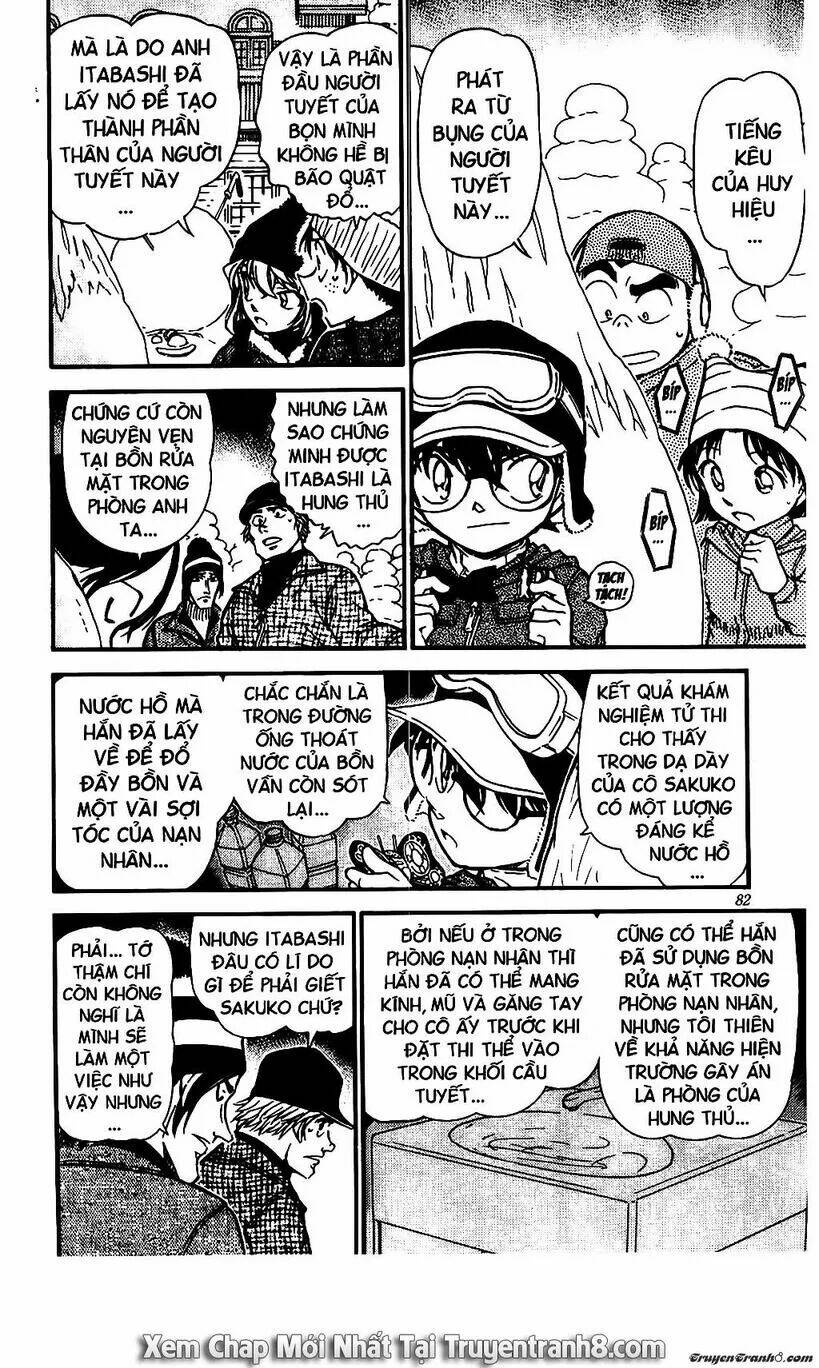 TIẾNG
KÊU
CỦA HUY
HIỆU
...
PHÁT
RA TỪ
BỤNG CỦA
NGƯỜI
TUYẾT
NÀY...
BÍP
...
BÍP
...
BÍP
...
TẠCH
TẠCH!
VẬY LÀ PHẦN
ĐẦU NGƯỜI
TUYẾT CỦA
BỌN MÌNH
KHÔNG HỀ BỊ
BÃO QUẬT
ĐỔ...
MÀ LÀ DO ANH
ITABASHI ĐÃ
LẤY NÓ ĐỂ TẠO
THÀNH PHẦN
THÂN CỦA NGƯỜI
TUYẾT NÀY
...
NHƯNG LÀM
SAO CHỨNG
MINH ĐƯỢC
ITABASHI LÀ
HUNG THỦ
...
CHỨNG CỨ CÒN
NGUYÊN VẸN
TẠI BỒN RỬA
MẶT TRONG
PHÒNG ANH
TA...
KẾT QUẢ KHÁM
NGHIỆM TỬ THI
CHO THẤY
TRONG DẠ DÀY
CỦA CÔ SAKUKO
CÓ MỘT LƯỢNG
ĐÁNG KỂ
NƯỚC HỒ
...
CHẮC CHẮN LÀ
TRONG ĐƯỜNG
ỐNG THOÁT
NƯỚC CỦA BỒN
VẪN CÒN SÓT
LẠI...
NƯỚC HỒ MÀ
HẮN ĐÃ LẤY
VỀ ĐỂ ĐỔ
ĐẦY BỒN VÀ
MỘT VÀI SỢI
TÓC CỦA NẠN
NHÂN...
82
CŨNG CÓ THỂ HẮN
ĐÃ SỬ DỤNG BỒN
RỬA MẶT TRONG
PHÒNG NẠN NHÂN,
NHƯNG TÔI THIÊN
VỀ KHẢ NĂNG HIỆN
TRƯỜNG GÂY ÁN
LÀ PHÒNG CỦA
HUNG THỦ...
BỞI NẾU Ở TRONG
PHÒNG NẠN NHÂN THÌ
HẮN ĐÃ CÓ THỂ MANG
KÍNH, MŨ VÀ GĂNG TAY
CHO CÔ ẤY TRƯỚC KHI
ĐẶT THI THỂ VÀO
TRONG KHỐI CẦU
TUYẾT...
NHƯNG ITABASHI
ĐÂU CÓ LÍ DO
GÌ ĐỂ PHẢI GIẾT
SAKUKO CHỨ?
PHẢI... TỚ
THẬM CHÍ
CÒN KHÔNG
NGHĨ LÀ
MÌNH SẼ
LÀM MỘT
VIỆC NHƯ
VẬY NHƯNG
...
Xem Chap Mới Nhất Tại Truyentranh8.com
TruyenTranh8.com